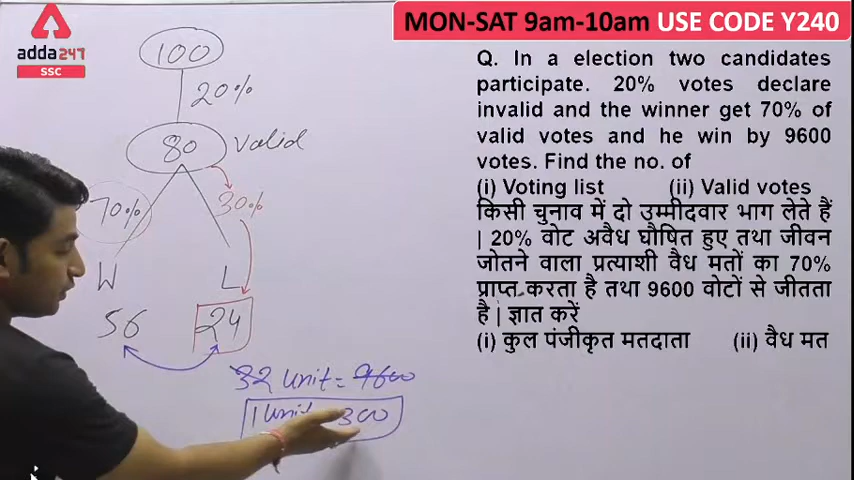 adda247
SSC
MON-SAT 9am-10am USE CODE Y240
100
20%
80 Valid
70%
30%
W
L
56
24
32 Unit = 9600
1 Unit 300
Q. In a election two candidates
participate. 20% votes declare
invalid and the winner get 70% of
valid votes and he win by 9600
votes. Find the no. of
(i) Voting list (ii) Valid votes
किसी चुनाव में दो उम्मीदवार भाग लेते हैं
| 20% वोट अवैध घौषित हुए तथा जीवन
जोतने वाला प्रत्याशी वैध मतों का 70%
प्राप्त करता है तथा 9600 वोटों से जीतता
है | ज्ञात करें
(i) कुल पंजीकृत मतदाता (ii) वैध मत